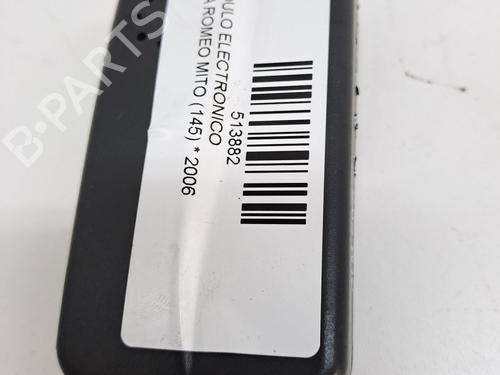 ULO ELECTRONICO
A ROMEO MITO (145) * 2006
513882
B-PARTS